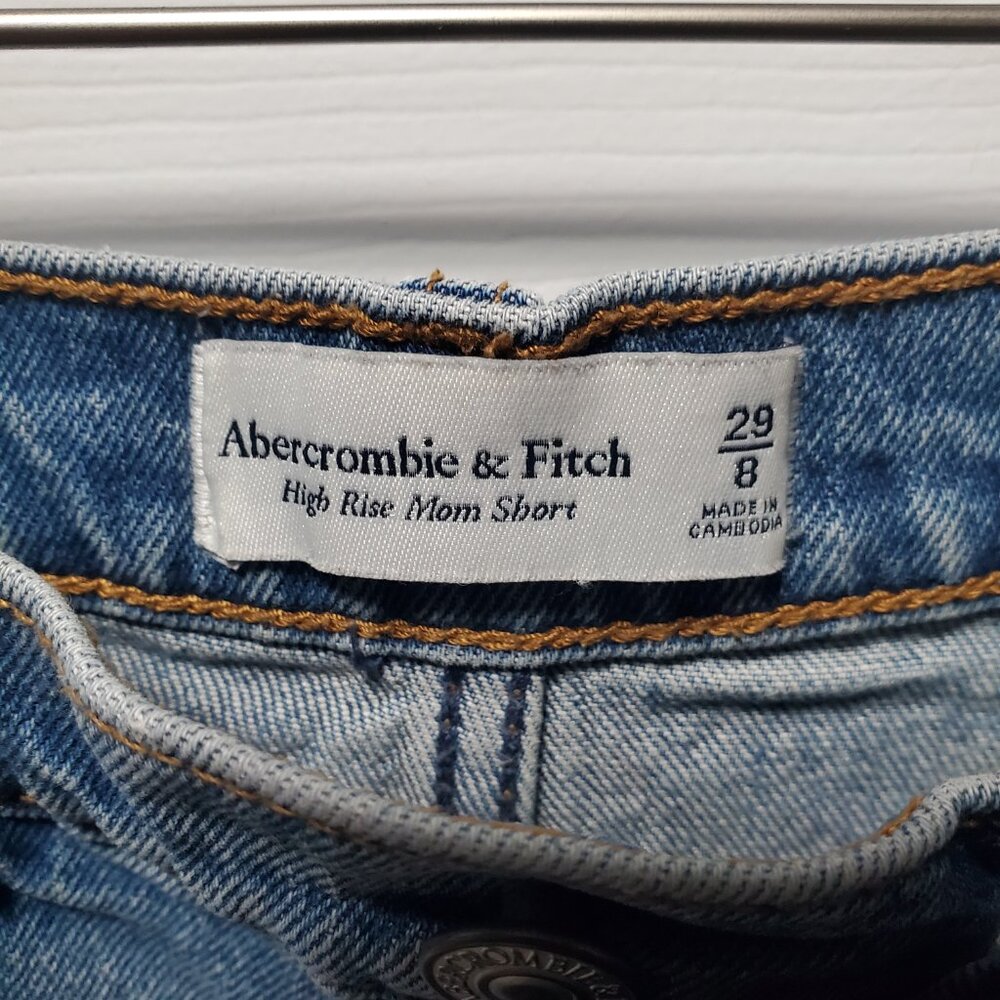 Abercrombie & Fitch
High Rise Mom Short
29
8
MADE IN
CAMBODIA